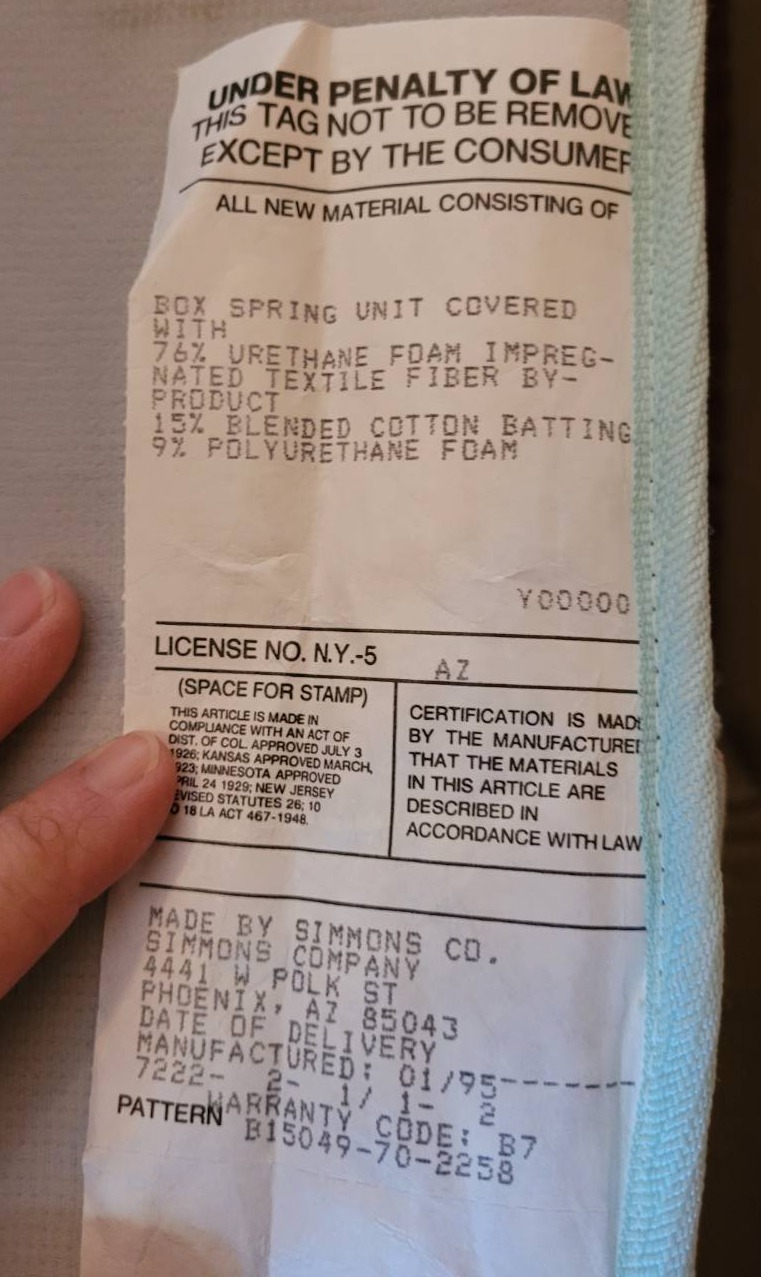 UNDER PENALTY OF LAW
THIS TAG NOT TO BE REMOVE
EXCEPT BY THE CONSUMER
ALL NEW MATERIAL CONSISTING OF
BOX SPRING UNIT COVERED
WITH
76% URETHANE FOAM IMPREG-
NATED TEXTILE FIBER BY-
PRODUCT
15% BLENDED COTTON BATTING
9% POLYURETHANE FOAM
Y00000
LICENSE NO. N.Y.-5 AZ
(SPACE FOR STAMP)
THIS ARTICLE IS MADE IN
COMPLIANCE WITH AN ACT OF
DIST. OF COL. APPROVED JULY 3
1926; KANSAS APPROVED MARCH,
923; MINNESOTA APPROVED
PRIL 24 1929; NEW JERSEY
EVISED STATUTES 26; 10
18 LA ACT 467-1948.
CERTIFICATION IS MADE
BY THE MANUFACTURER
THAT THE MATERIALS
IN THIS ARTICLE ARE
DESCRIBED IN
ACCORDANCE WITH LAW
MADE BY SIMMONS CO.
SIMMONS COMPANY
4441 W POLK ST
PHOENIX, AZ 85043
DATE OF DELIVERY
MANUFACTURED: 01/95-------
7222- 2- 1/ 1- 2
WARRANTY CODE: B7
PATTERN B15049-70-2258